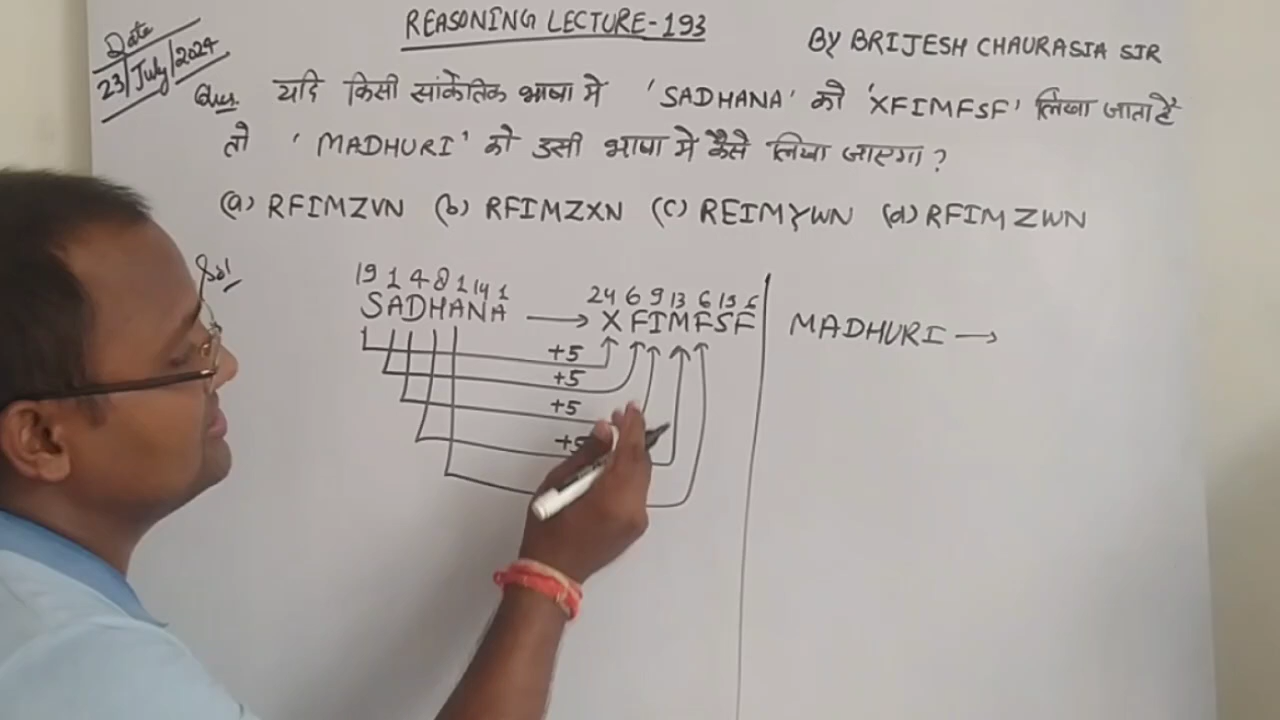 REASONING LECTURE-193
BY BRIJESH CHAURASIA SIR
Date
23/July/2024
Ques. यदि किसी सांकेतिक भाषा मे 'SADHANA' को 'XFIMFSF' लिखा जाता है
तो 'MADHURI' को उसी भाषा मे कैसे लिखा जाएगा?
(a) RFIMZVN (b) RFIMZXN (c) REIMYWN (d) RFIMZWN
Sol
19 1 4 8 1 14 1 24 6 9 13 6 19 6
SADHANA → XFIMFSF MADHURI →
+5
+5
+5
+5